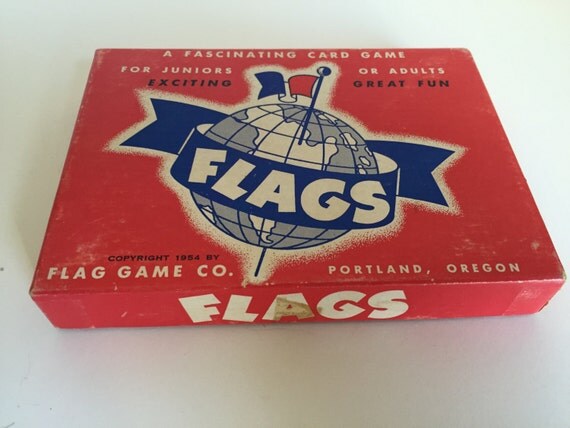 A FASCINATING CARD GAME
FOR JUNIORS OR ADULTS
EXCITING GREAT FUN
FLAGS
COPYRIGHT 1954 BY
FLAG GAME CO. PORTLAND, OREGON
FLAGS